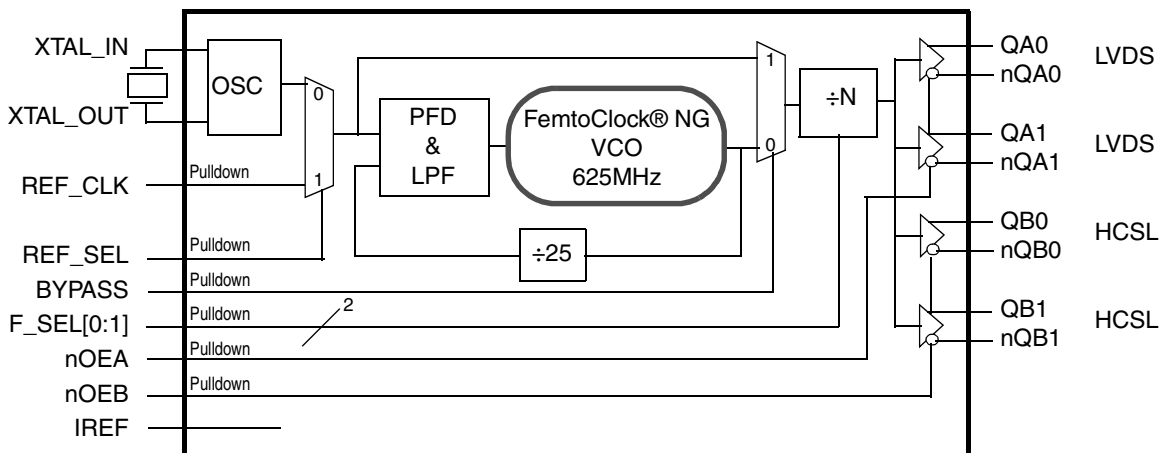 XTAL_IN
OSC
XTAL_OUT
REF_CLK
Pulldown
REF_SEL
Pulldown
BYPASS
Pulldown
F_SEL[0:1]
Pulldown
2
nOEA
Pulldown
nOEB
Pulldown
IREF
0
1
PFD
&
LPF
FemtoClock® NG
VCO
625MHz
÷25
1
0
÷N
QA0
nQA0
LVDS
QA1
nQA1
LVDS
QB0
nQB0
HCSL
QB1
nQB1
HCSL